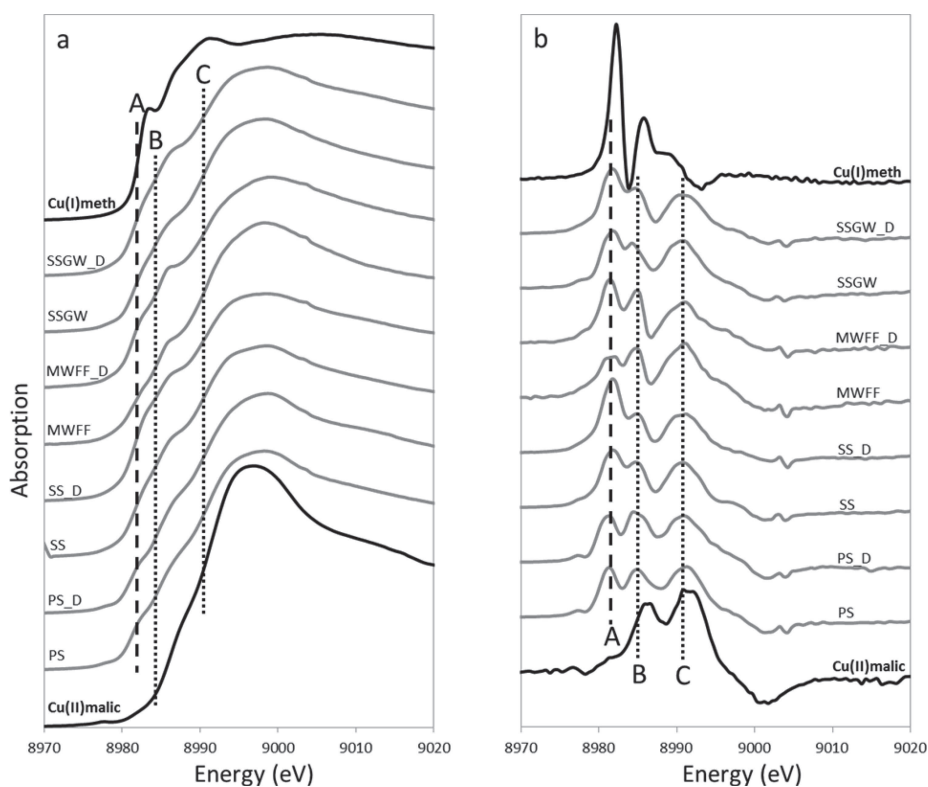 a
A
B
C
Cu(I)meth
SSGW_D
SSGW
MWFF_D
MWFF
SS_D
SS
PS_D
PS
Cu(II)malic
Absorption
8970 8980 8990 9000 9010 9020
Energy (eV)
b
Cu(I)meth
SSGW_D
SSGW
MWFF_D
MWFF
SS_D
SS
PS_D
PS
Cu(II)malic
A
B
C
8970 8980 8990 9000 9010 9020
Energy (eV)